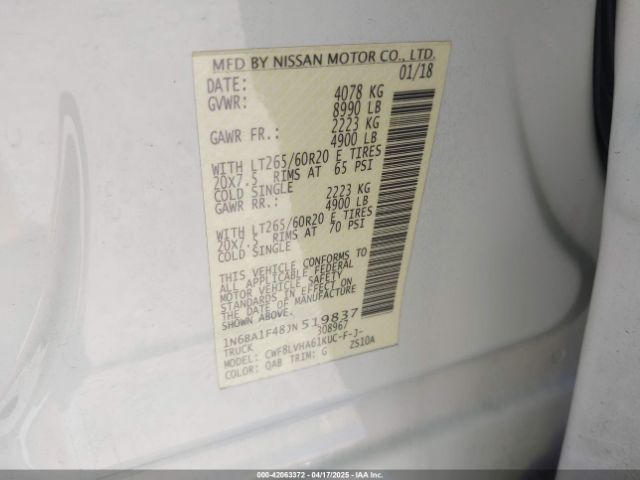 MFD BY NISSAN MOTOR CO., LTD.
DATE: 01/18
GVWR: 4078 KG
8990 LB
GAWR FR.: 2223 KG
4900 LB
WITH LT265/60R20 E TIRES
20X7.5 RIMS AT 65 PSI
COLD SINGLE
GAWR RR.: 2223 KG
4900 LB
WITH LT265/60R20 E TIRES
20X7.5 RIMS AT 70 PSI
COLD SINGLE
THIS VEHICLE CONFORMS TO
ALL APPLICABLE FEDERAL
MOTOR VEHICLE SAFETY
STANDARDS IN EFFECT ON
THE DATE OF MANUFACTURE
SHOWN ABOVE.
1N6BA1F48JN519837
TRUCK 308967
MODEL: CWF8LVHA61KUC-F-J-
COLOR: QAB TRIM: G ZS10A
000-42063372 - 04/17/2025 - IAAI.COM